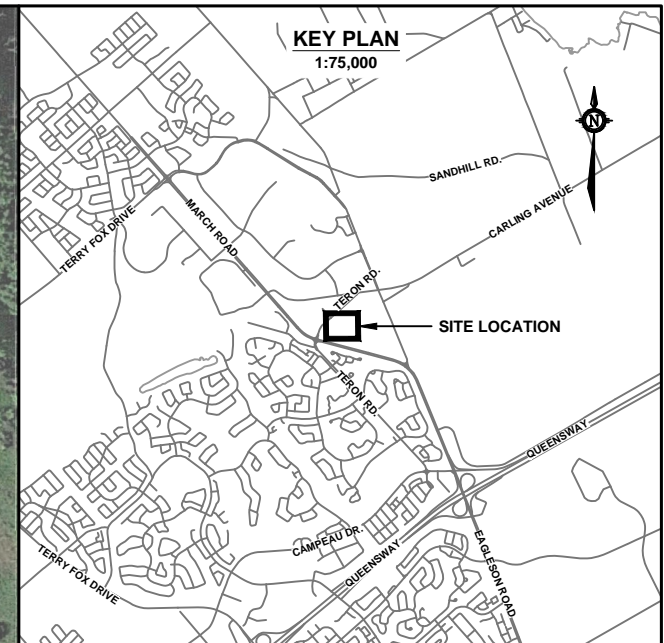 KEY PLAN
1:75,000
N
SANDHILL RD.
CARLING AVENUE
MARCH ROAD
TERRY FOX DRIVE
TERON RD.
SITE LOCATION
TERON RD.
QUEENSWAY
CAMPEAU DR.
QUEENSWAY
EAGLESON ROAD
TERRY FOX DRIVE